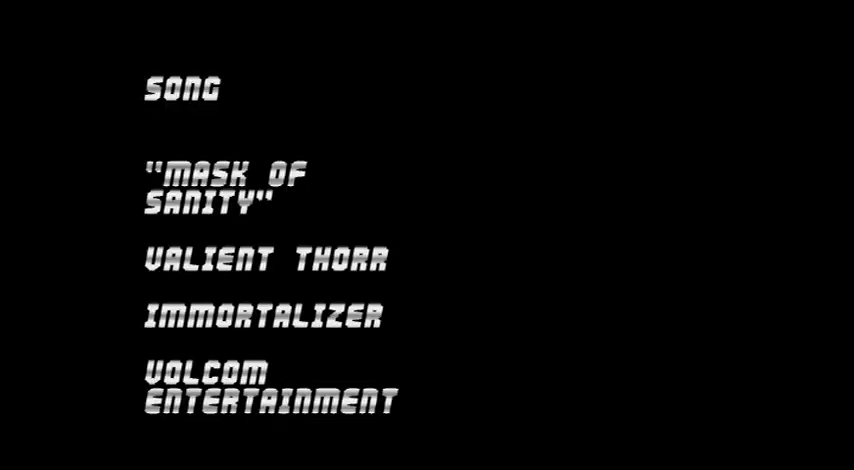 SONG
"MASK OF
SANITY"
VALIENT THORR
IMMORTALIZER
VOLCOM
ENTERTAINMENT